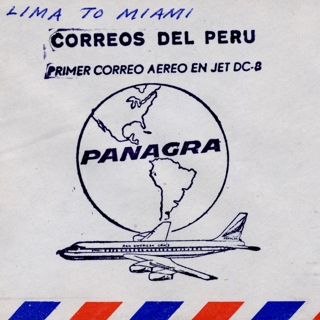 LIMA TO MIAMI
CORREOS DEL PERU
PRIMER CORREO AEREO EN JET DC-8
PANAGRA